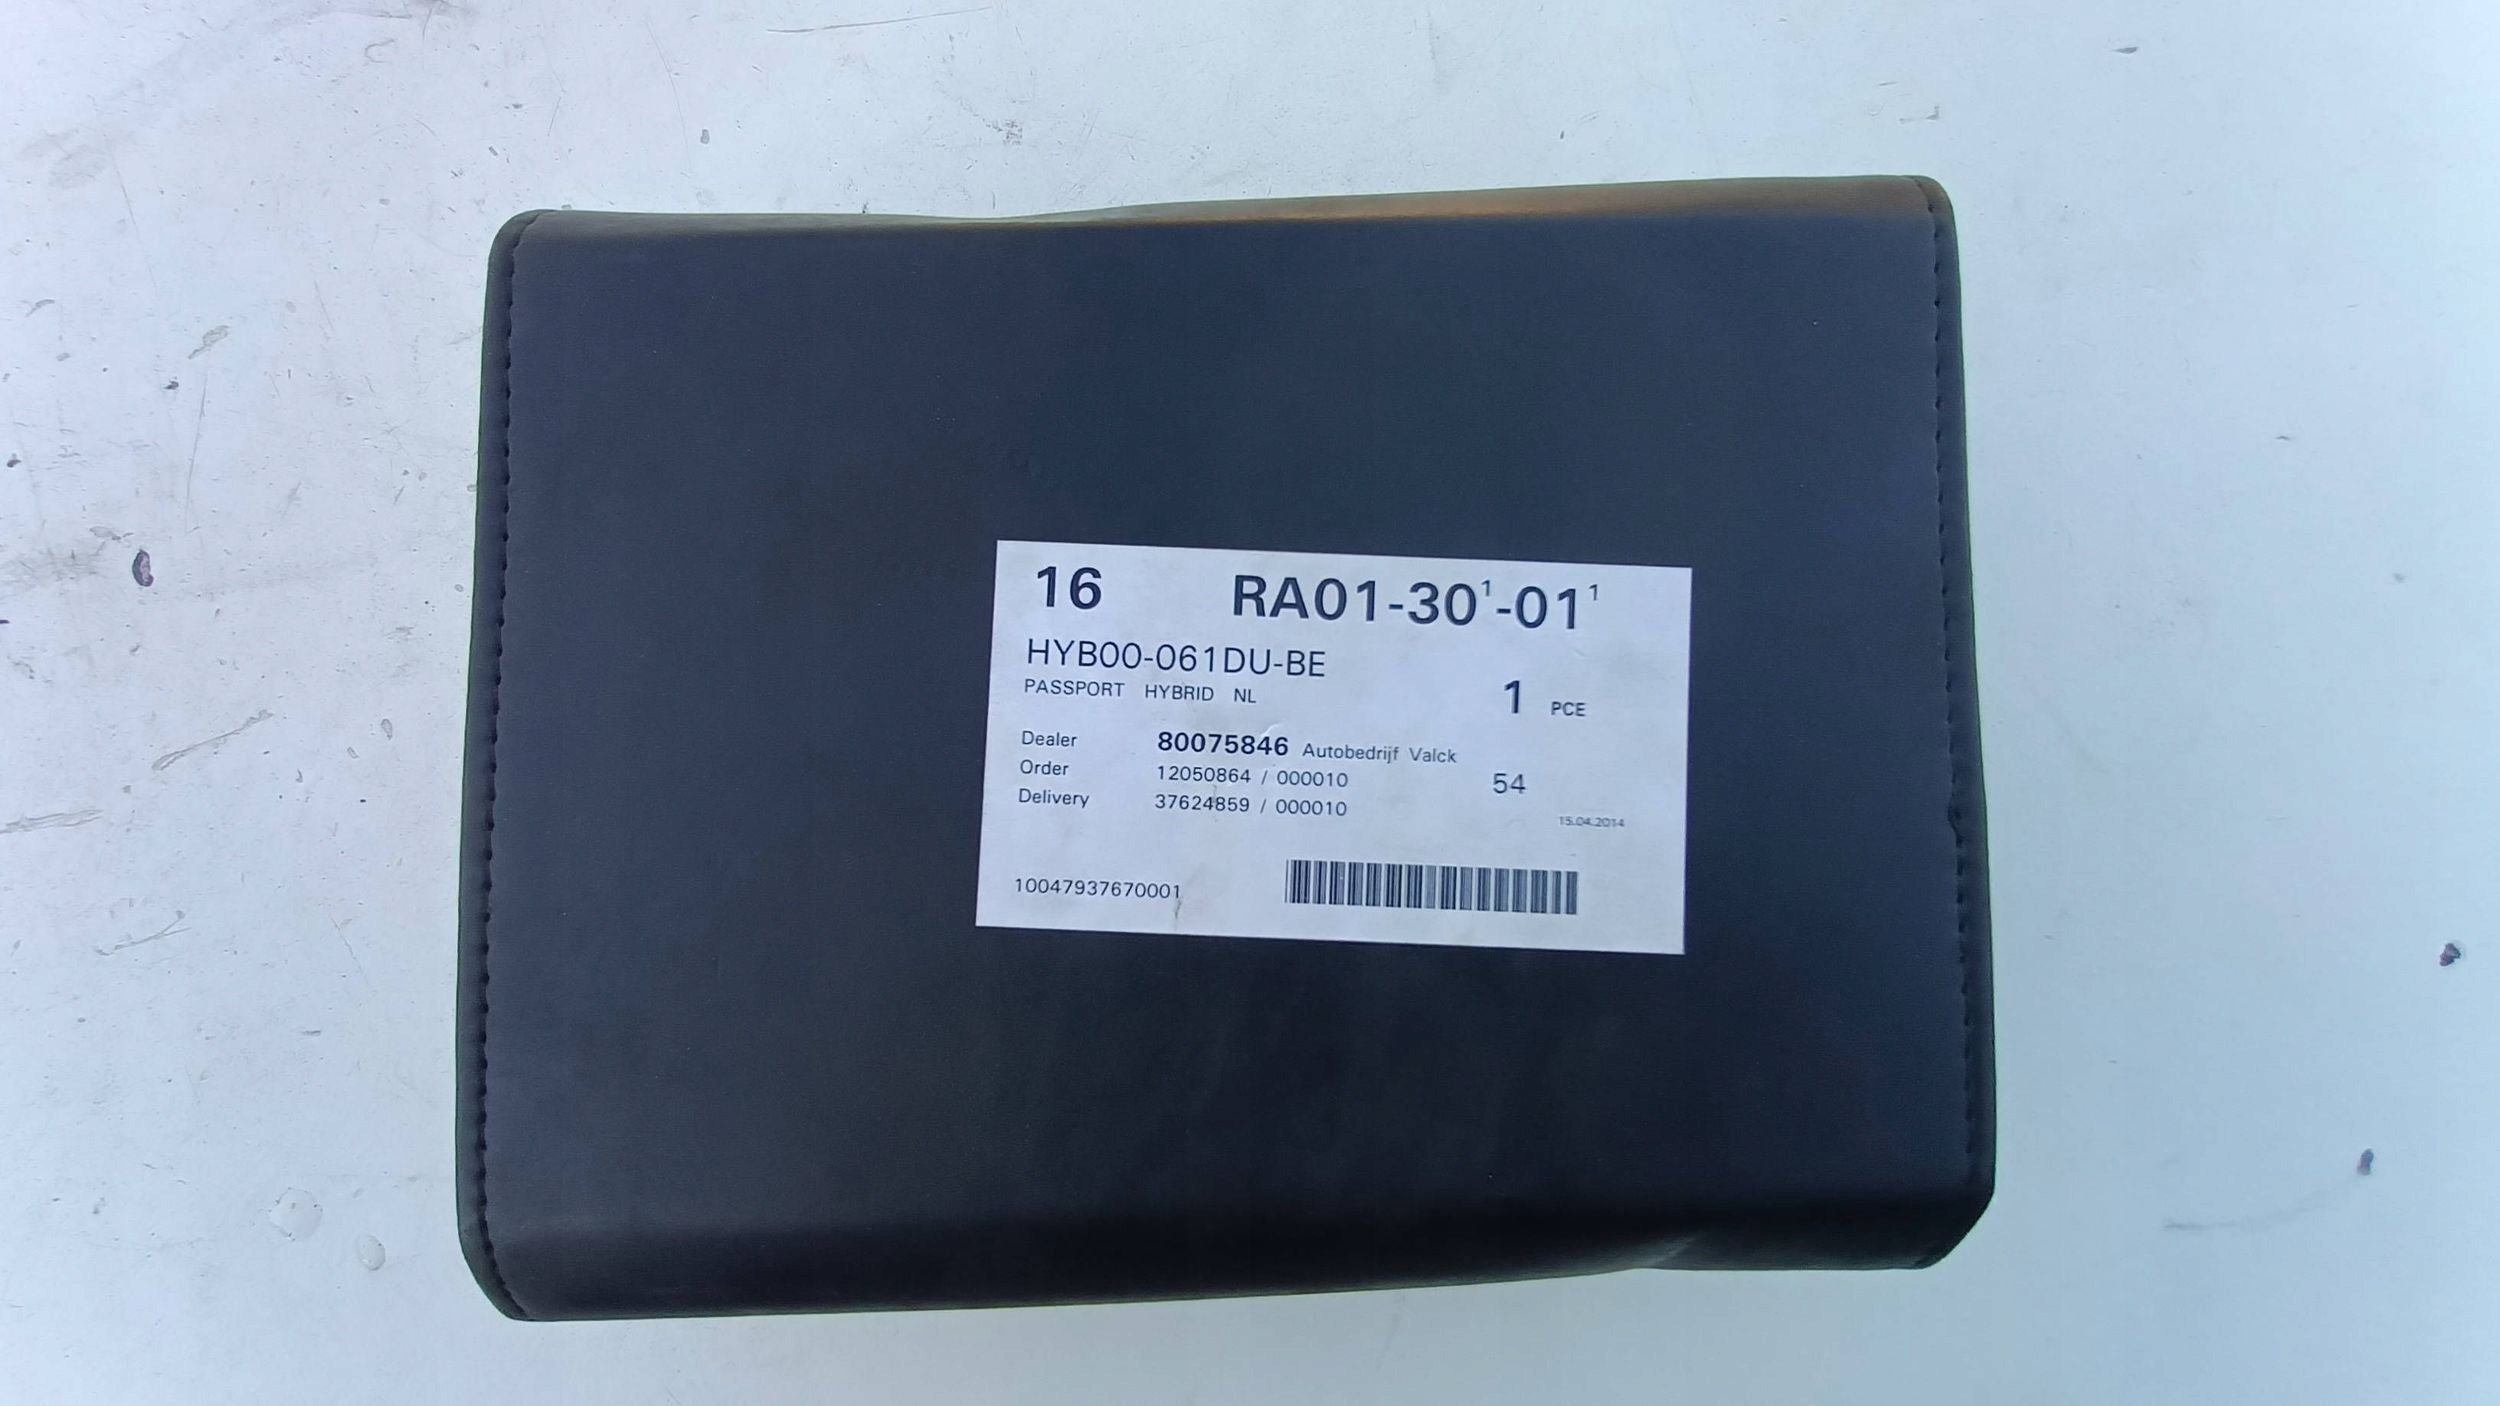 16 RA01-30¹-01¹
HYB00-061DU-BE
PASSPORT HYBRID NL
1 PCE
Dealer 80075846 Autobedrijf Valck
Order 12050864 / 000010 54
Delivery 37624859 / 000010
15.04.2014
10047937670001